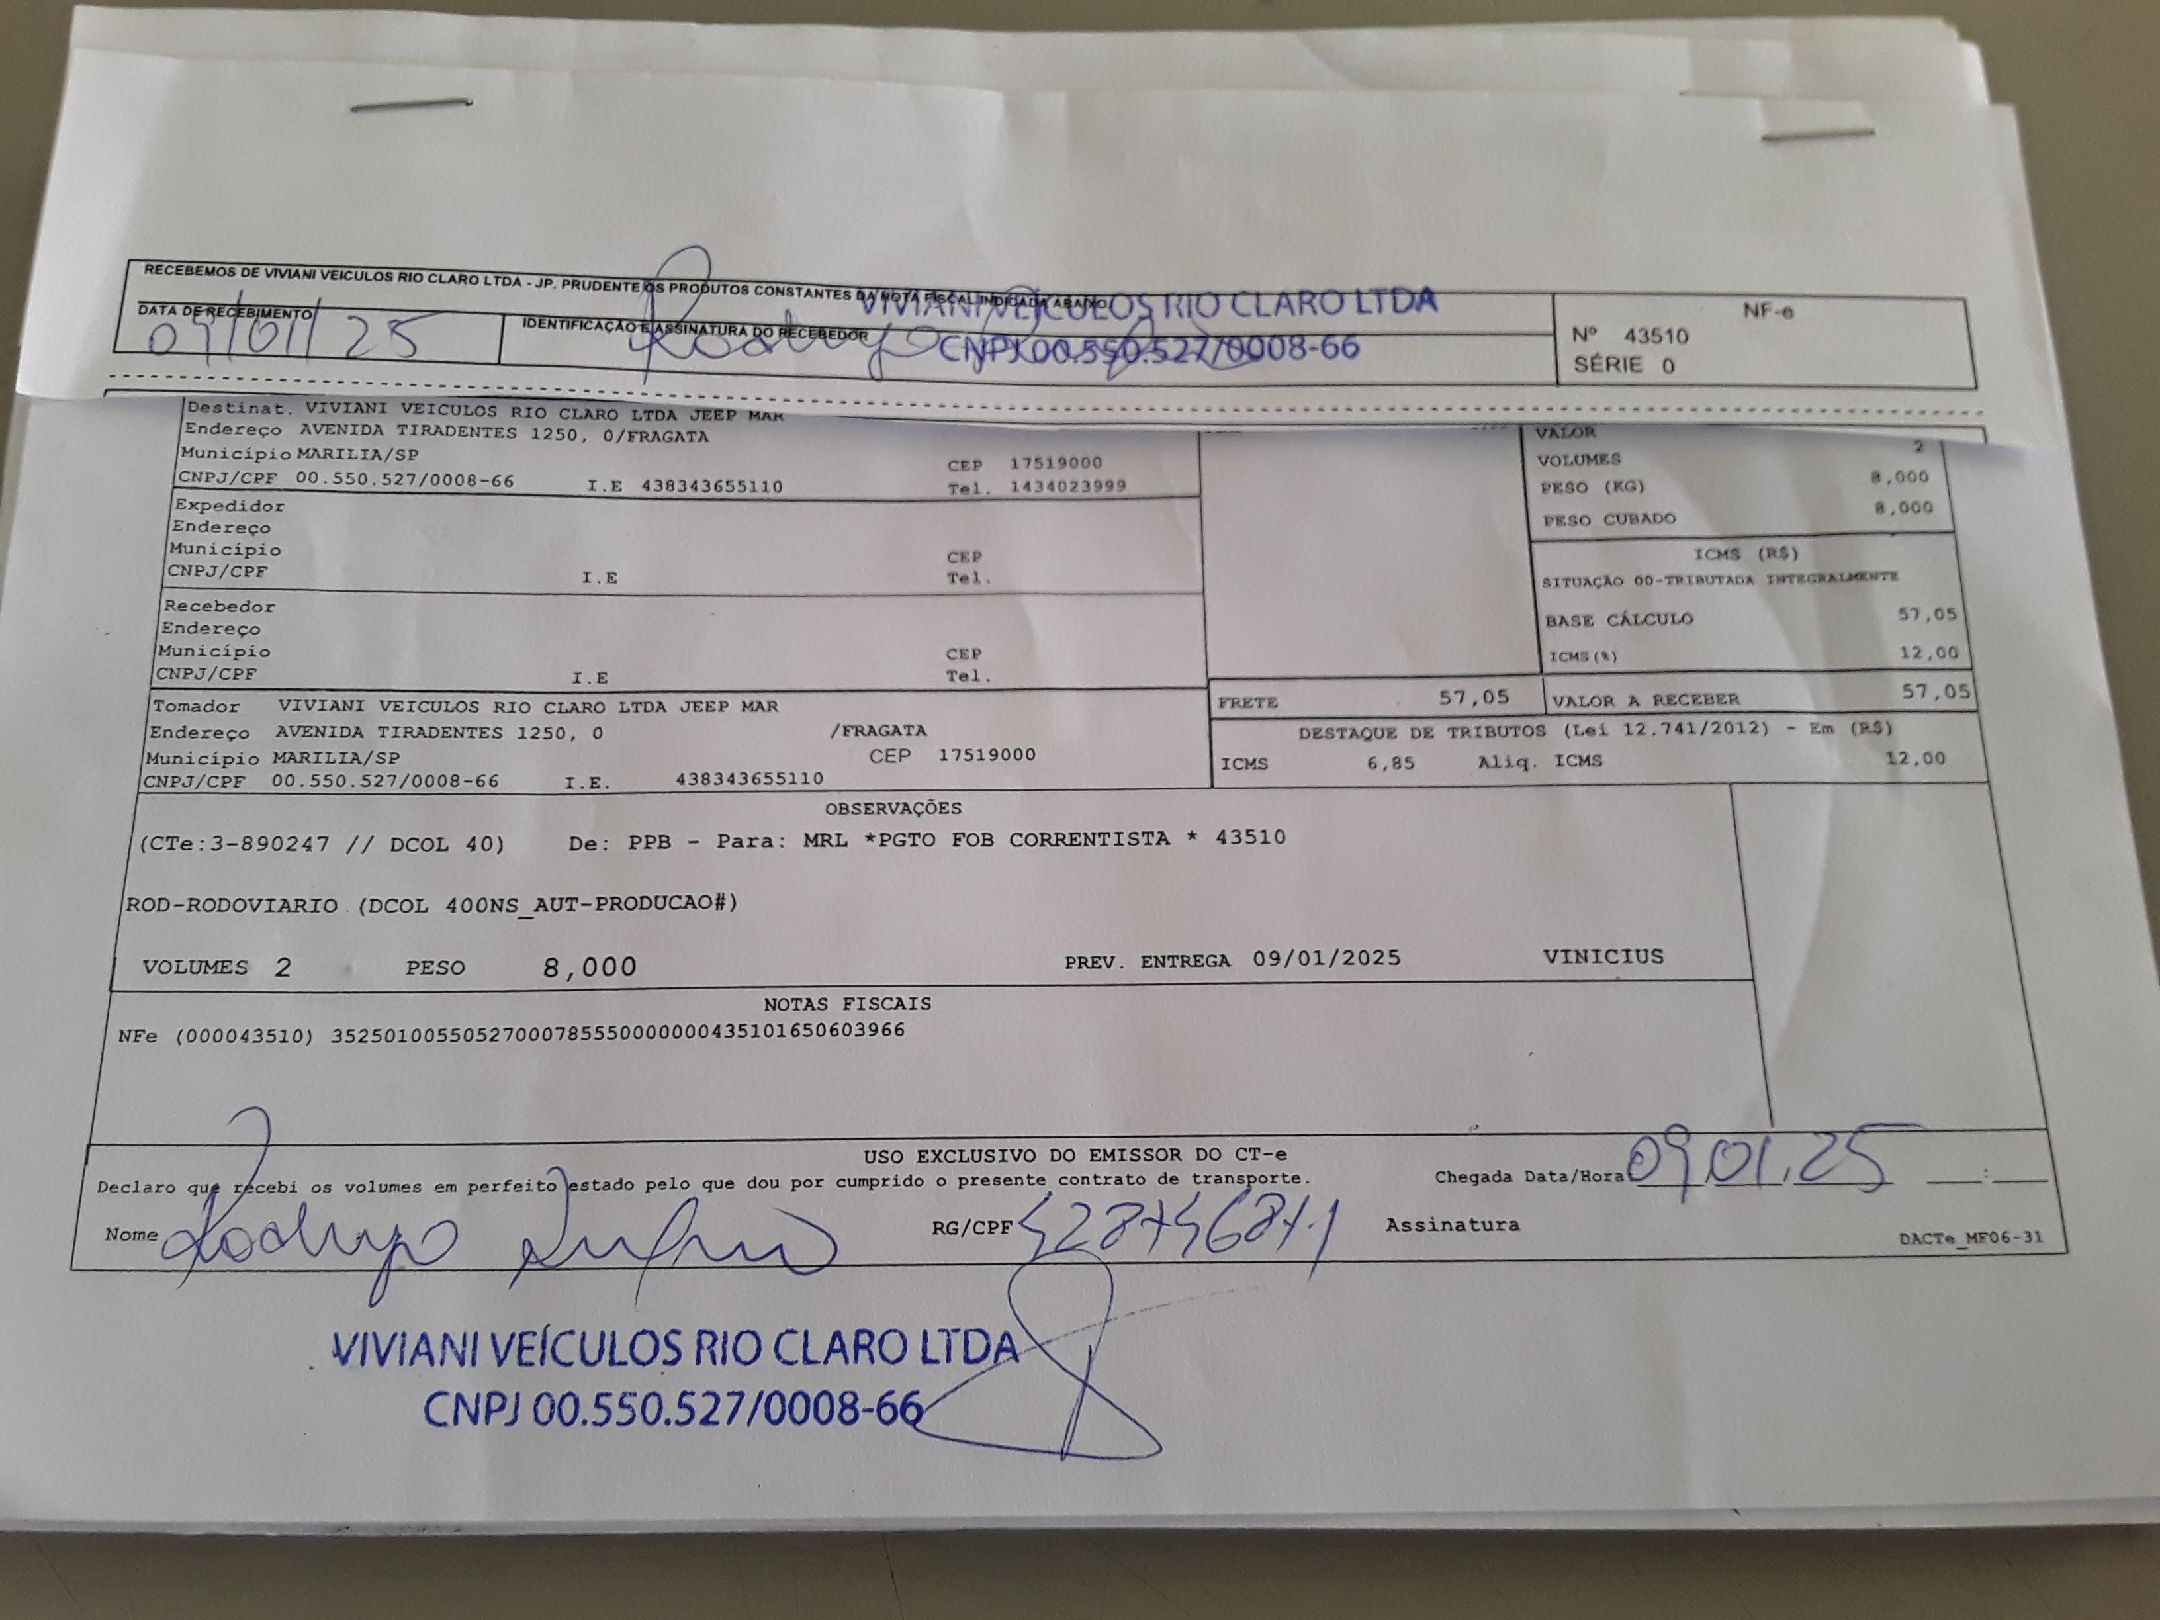 RECEBEMOS DE VIVIANI VEICULOS RIO CLARO LTDA - JP. PRUDENTE OS PRODUTOS CONSTANTES DA NOTA FISCAL INDICADA ABAIXO
DATA DE RECEBIMENTO
09/01/25
IDENTIFICAÇÃO E ASSINATURA DO RECEBEDOR
Rodrigo
VIVIANI VEÍCULOS RIO CLARO LTDA
CNPJ 00.550.527/0008-66
NF-e
Nº 43510
SÉRIE 0
Destinat. VIVIANI VEICULOS RIO CLARO LTDA JEEP MAR
Endereço AVENIDA TIRADENTES 1250, 0/FRAGATA
Município MARILIA/SP CEP 17519000
CNPJ/CPF 00.550.527/0008-66 I.E 438343655110 Tel. 1434023999
Expedidor
Endereço
Município CEP
CNPJ/CPF I.E Tel.
Recebedor
Endereço
Município CEP
CNPJ/CPF I.E Tel.
VALOR
VOLUMES 2
PESO (KG) 8,000
PESO CUBADO 8,000
ICMS (R$)
SITUAÇÃO 00-TRIBUTADA INTEGRALMENTE
BASE CÁLCULO 57,05
ICMS(%) 12,00
FRETE 57,05 VALOR A RECEBER 57,05
DESTAQUE DE TRIBUTOS (Lei 12.741/2012) - Em (R$)
ICMS 6,85 Aliq. ICMS 12,00
Tomador VIVIANI VEICULOS RIO CLARO LTDA JEEP MAR
Endereço AVENIDA TIRADENTES 1250, 0 /FRAGATA
Município MARILIA/SP CEP 17519000
CNPJ/CPF 00.550.527/0008-66 I.E. 438343655110
OBSERVAÇÕES
(CTe:3-890247 // DCOL 40) De: PPB - Para: MRL *PGTO FOB CORRENTISTA * 43510
ROD-RODOVIARIO (DCOL 400NS_AUT-PRODUCAO#)
VOLUMES 2 PESO 8,000 PREV. ENTREGA 09/01/2025 VINICIUS
NOTAS FISCAIS
NFe (000043510) 35250100550527000785550000000435101650603966
USO EXCLUSIVO DO EMISSOR DO CT-e
Declaro que recebi os volumes em perfeito estado pelo que dou por cumprido o presente contrato de transporte. Chegada Data/Hora 09.01.25 :
Nome Rodrigo RG/CPF Assinatura
DACTe_MF06-31
VIVIANI VEÍCULOS RIO CLARO LTDA
CNPJ 00.550.527/0008-66